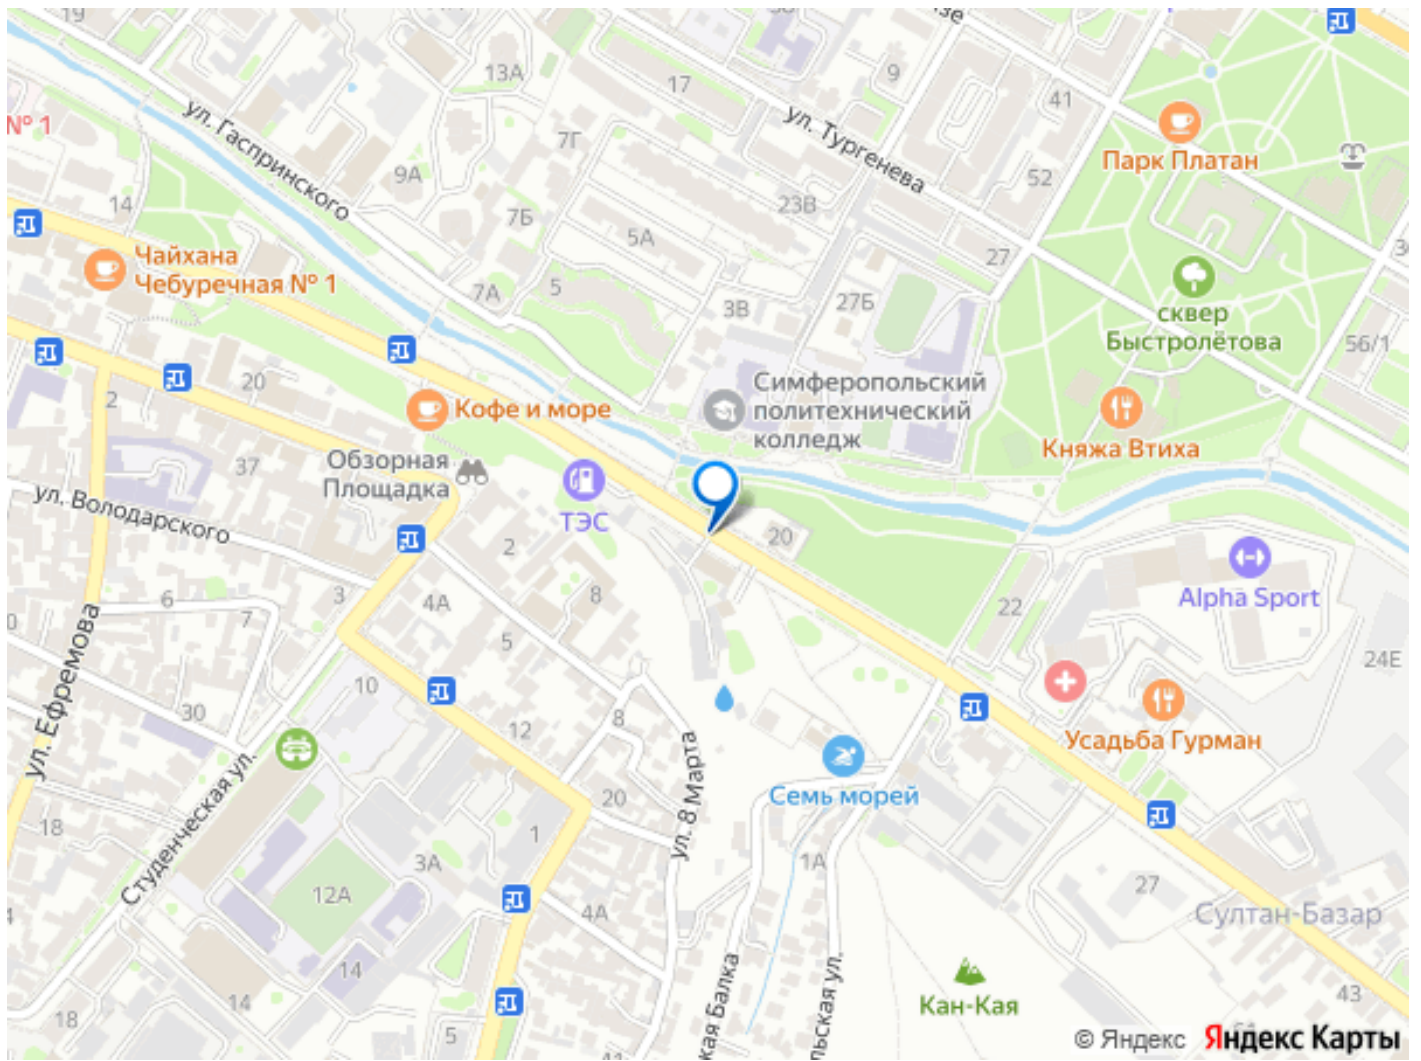 19
13А
17
9
41
ул. Гаспринского
ул. Тургенева
№ 1
7Г
Парк Платан
9А
52
14
7Б
23В
5А
27
Чайхана
Чебуречная № 1
7А
5
3В
27Б
сквер
Быстролётова
56/1
20
2
Кофе и море
Симферопольский
политехнический
колледж
Княжа Втиха
37
Обзорная
Площадка
ул. Володарского
ТЭС
2
20
Alpha Sport
3
6
7
4А
8
5
22
24Е
ул. Ефремова
10
30
12
8
Усадьба Гурман
Семь морей
ул. 8 Марта
Студенческая ул.
18
20
1
3А
1А
12А
4А
27
Султан-Базар
14
14
Кан-Кая
43
18
5
© Яндекс Яндекс Карты